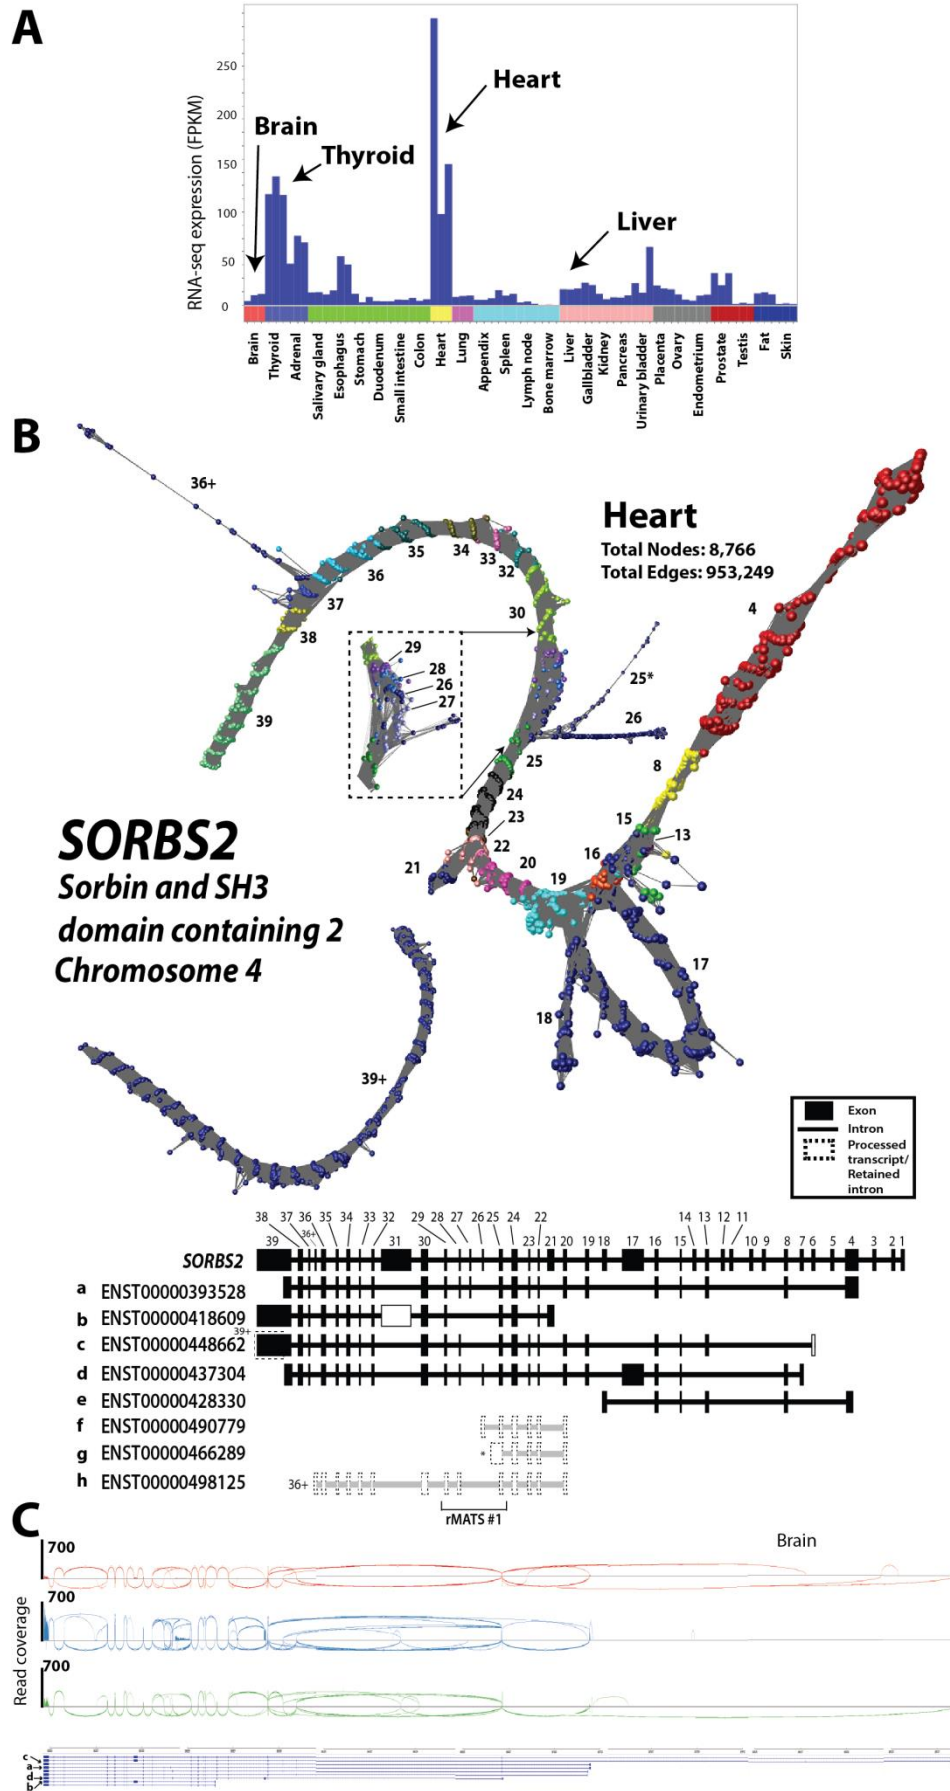 A
RNA-seq expression (FPKM)
250
200
150
100
50
0
Brain
Thyroid
Heart
Liver
Brain
Thyroid
Adrenal
Salivary gland
Esophagus
Stomach
Duodenum
Small intestine
Colon
Heart
Lung
Appendix
Spleen
Lymph node
Bone marrow
Liver
Gallbladder
Kidney
Pancreas
Urinary bladder
Placenta
Ovary
Endometrium
Prostate
Testis
Fat
Skin
B
Heart
Total Nodes: 8,766
Total Edges: 953,249
36+
35
34
33
32
36
37
38
30
39
29
28
26
27
25*
26
25
24
23
22
21
20
19
16
15
13
8
4
17
18
39+
SORBS2
Sorbin and SH3
domain containing 2
Chromosome 4
Exon
Intron
Processed
transcript/
Retained
intron
38 37 36 35 34 33 32 29 28 27 26 25 24 22 14 13 12 11
39 36+ 31 30 23 21 20 19 18 17 16 15 10 9 8 7 6 5 4 3 2 1
SORBS2
a ENST00000393528
b ENST00000418609
39+
c ENST00000448662
d ENST00000437304
e ENST00000428330
f ENST00000490779
g ENST00000466289 *
h ENST00000498125 36+
rMATS #1
C
Brain
Read coverage
700
700
700
c
a
d
b